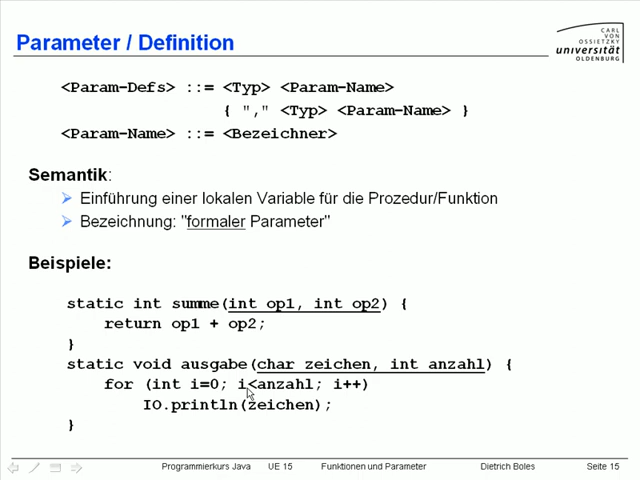 Parameter / Definition
CARL
VON
OSSIETZKY
universität
OLDENBURG
<Param-Defs> ::= <Typ> <Param-Name>
{ "," <Typ> <Param-Name> }
<Param-Name> ::= <Bezeichner>
Semantik:
Einführung einer lokalen Variable für die Prozedur/Funktion
Bezeichnung: "formaler Parameter"
Beispiele:
static int summe(int op1, int op2) {
return op1 + op2;
}
static void ausgabe(char zeichen, int anzahl) {
for (int i=0; i<anzahl; i++)
IO.println(zeichen);
}
Programmierkurs Java UE 15 Funktionen und Parameter Dietrich Boles Seite 15